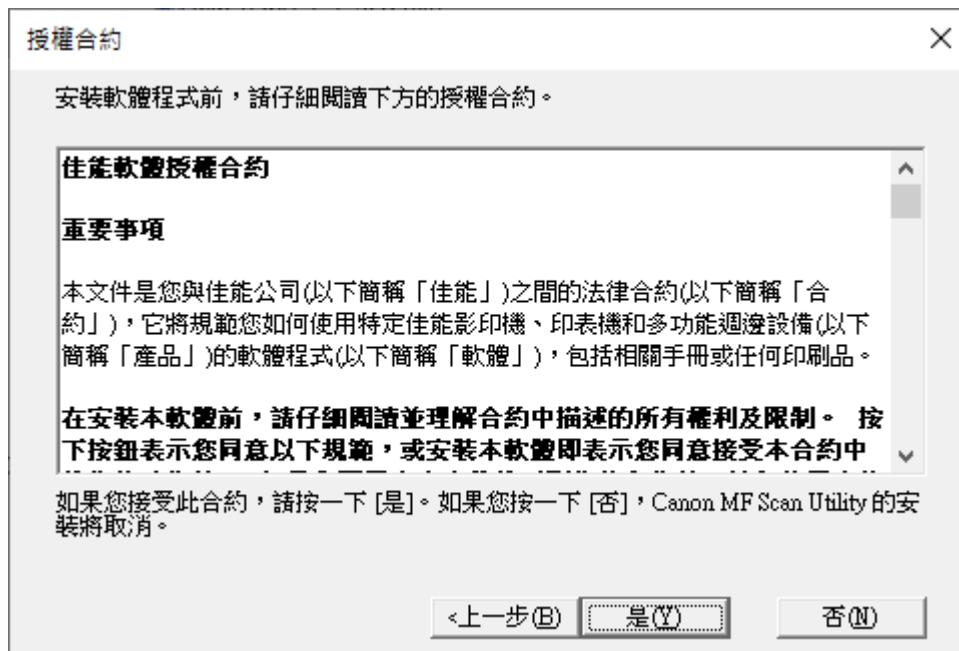 授權合約
安裝軟體程式前，請仔細閱讀下方的授權合約。
佳能軟體授權合約
重要事項
本文件是您與佳能公司(以下簡稱「佳能」)之間的法律合約(以下簡稱「合
約」)，它將規範您如何使用特定佳能影印機、印表機和多功能週邊設備(以下
簡稱「產品」)的軟體程式(以下簡稱「軟體」)，包括相關手冊或任何印刷品。
在安裝本軟體前，請仔細閱讀並理解合約中描述的所有權利及限制。 按
下按鈕表示您同意以下規範，或安裝本軟體即表示您同意接受本合約中
如果您接受此合約，請按一下 [是]。如果您按一下 [否]，Canon MF Scan Utility 的安
裝將取消。
<上一步(B)
是(Y)
否(N)